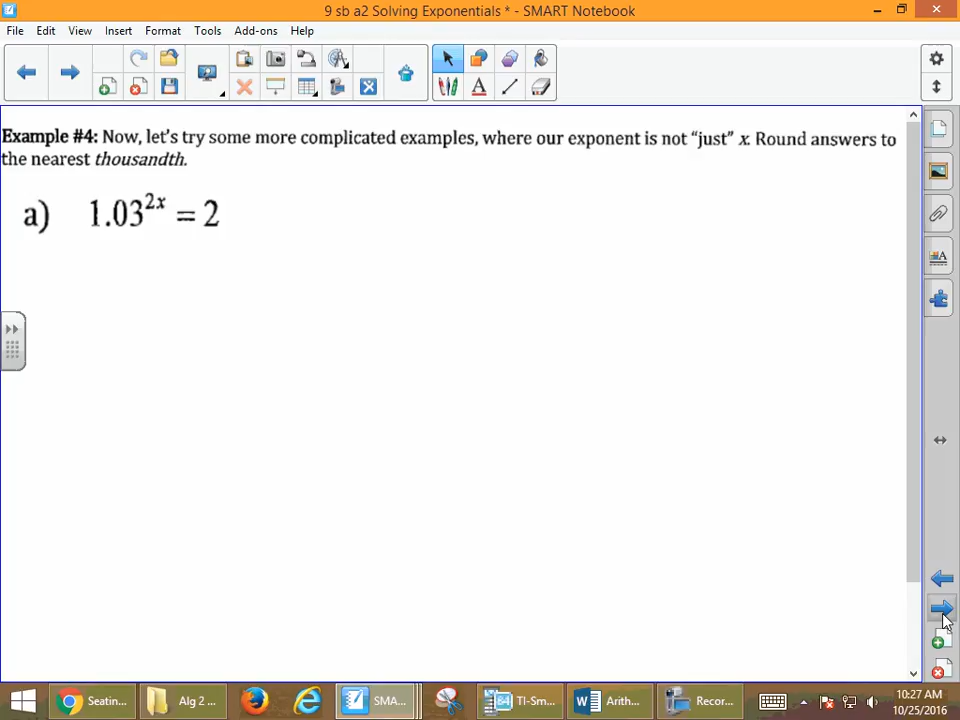 9 sb a2 Solving Exponentials * - SMART Notebook
File Edit View Insert Format Tools Add-ons Help
Example #4: Now, let's try some more complicated examples, where our exponent is not "just" x. Round answers to
the nearest thousandth.
a) 1.03^{2x} = 2
Seatin... Alg 2 ... SMA... TI-Sm... Arith... Recor... 10:27 AM
10/25/2016